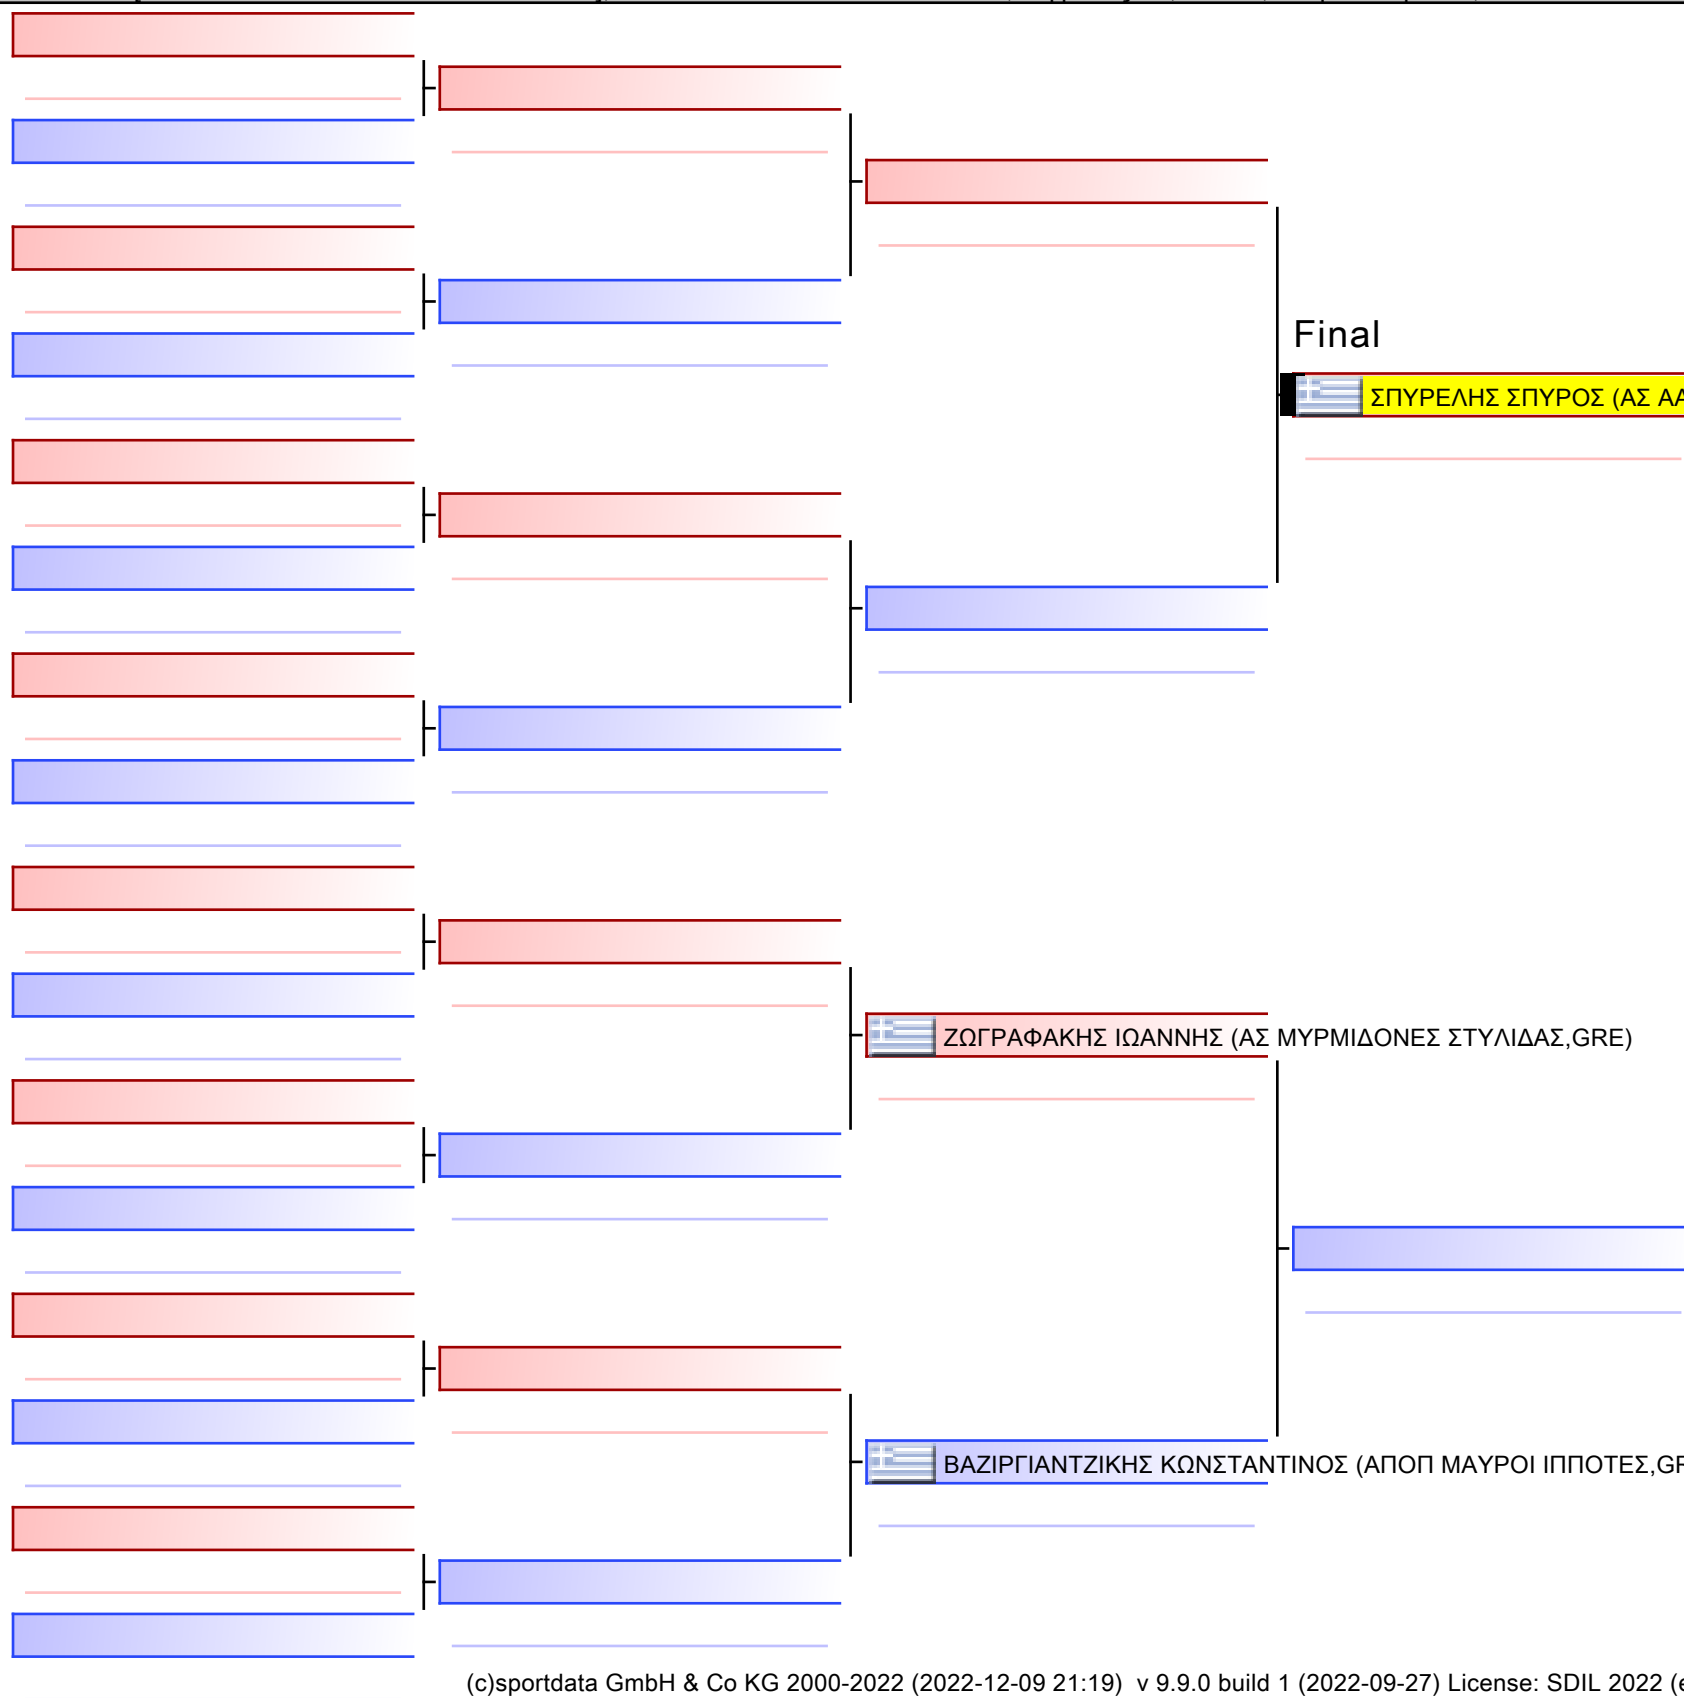 Final
ΣΠΥΡΕΛΗΣ ΣΠΥΡΟΣ (ΑΣ
ΖΩΓΡΑΦΑΚΗΣ ΙΩΑΝΝΗΣ (ΑΣ ΜΥΡΜΙΔΟΝΕΣ ΣΤΥΛΙΔΑΣ,GRE)
ΒΑΖΙΡΓΙΑΝΤΖΙΚΗΣ ΚΩΝΣΤΑΝΤΙΝΟΣ (ΑΠΟΠ ΜΑΥΡΟΙ ΙΠΠΟΤΕΣ,
(c)sportdata GmbH & Co KG 2000-2022 (2022-12-09 21:19) v 9.9.0 build 1 (2022-09-27) License: SDIL 2022 (